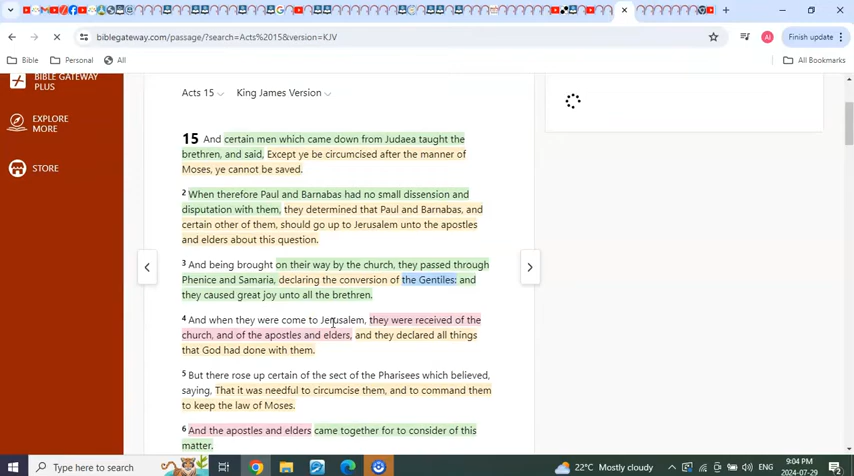 biblegateway.com/passage/?search=Acts%2015&version=KJV
AI
Finish update
Bible
Personal
All
All Bookmarks
BIBLE GATEWAY
PLUS
EXPLORE
MORE
STORE
Acts 15
King James Version
15 And certain men which came down from Judaea taught the
brethren, and said, Except ye be circumcised after the manner of
Moses, ye cannot be saved.
2 When therefore Paul and Barnabas had no small dissension and
disputation with them, they determined that Paul and Barnabas, and
certain other of them, should go up to Jerusalem unto the apostles
and elders about this question.
3 And being brought on their way by the church, they passed through
Phenice and Samaria, declaring the conversion of the Gentiles: and
they caused great joy unto all the brethren.
4 And when they were come to Jerusalem, they were received of the
church, and of the apostles and elders, and they declared all things
that God had done with them.
5 But there rose up certain of the sect of the Pharisees which believed,
saying, That it was needful to circumcise them, and to command them
to keep the law of Moses.
6 And the apostles and elders came together for to consider of this
matter.
Type here to search
22°C Mostly cloudy
ENG
9:04 PM
2024-07-29